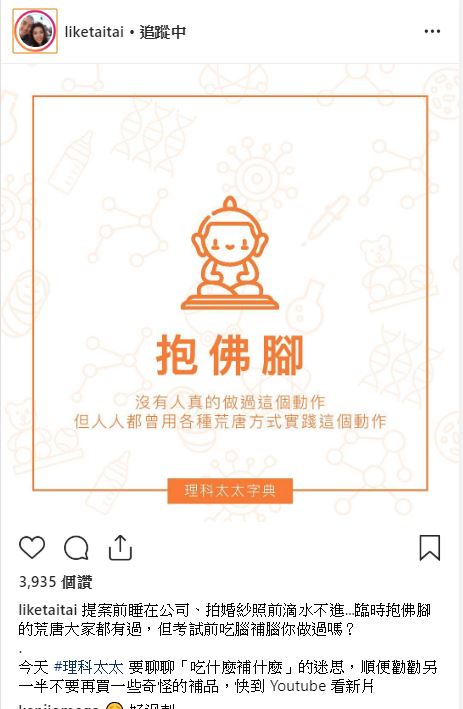 liketaitai • 追蹤中
抱佛腳
沒有人真的做過這個動作
但人人都曾用各種荒唐方式實踐這個動作
理科太太字典
3,935 個讚
liketaitai 提案前睡在公司、拍婚紗照前滴水不進...臨時抱佛腳
的荒唐大家都有過，但考試前吃腦補腦你做過嗎？
.
今天 #理科太太 要聊聊「吃什麼補什麼」的迷思，順便勸勸另
一半不要再買一些奇怪的補品，快到 Youtube 看新片